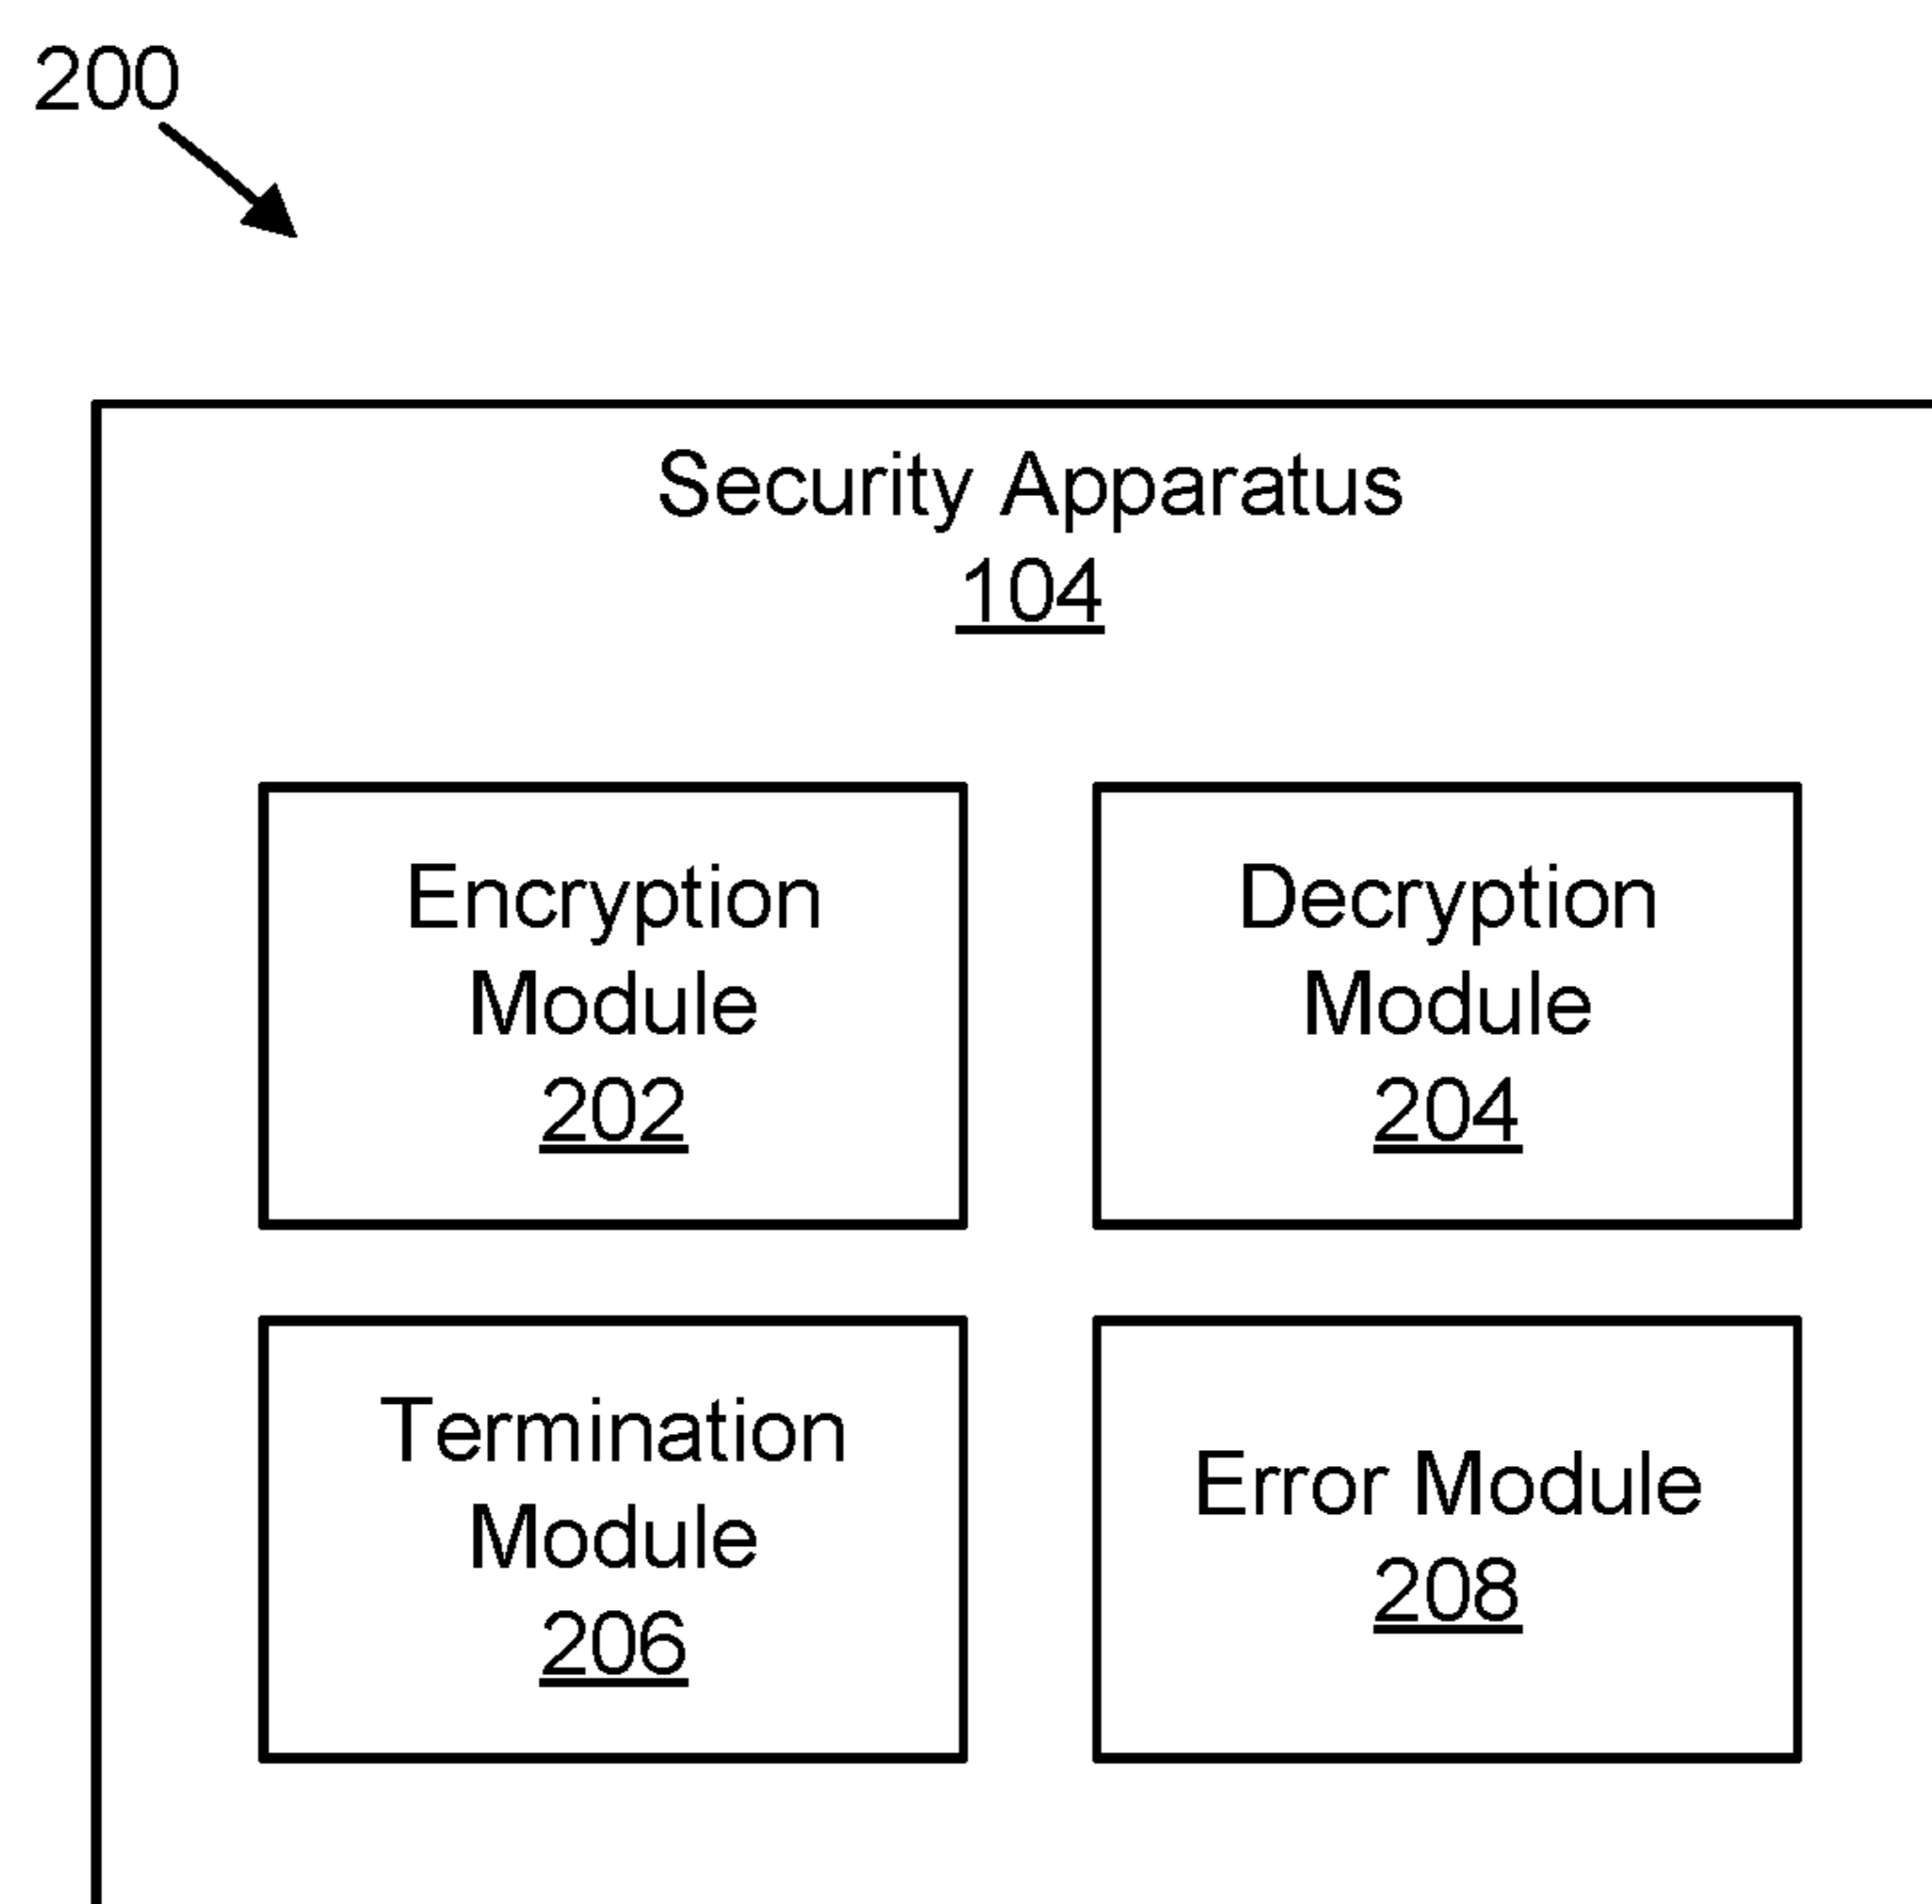 200
Security Apparatus
104
Encryption
Module
202
Decryption
Module
204
Termination
Module
206
Error Module
208